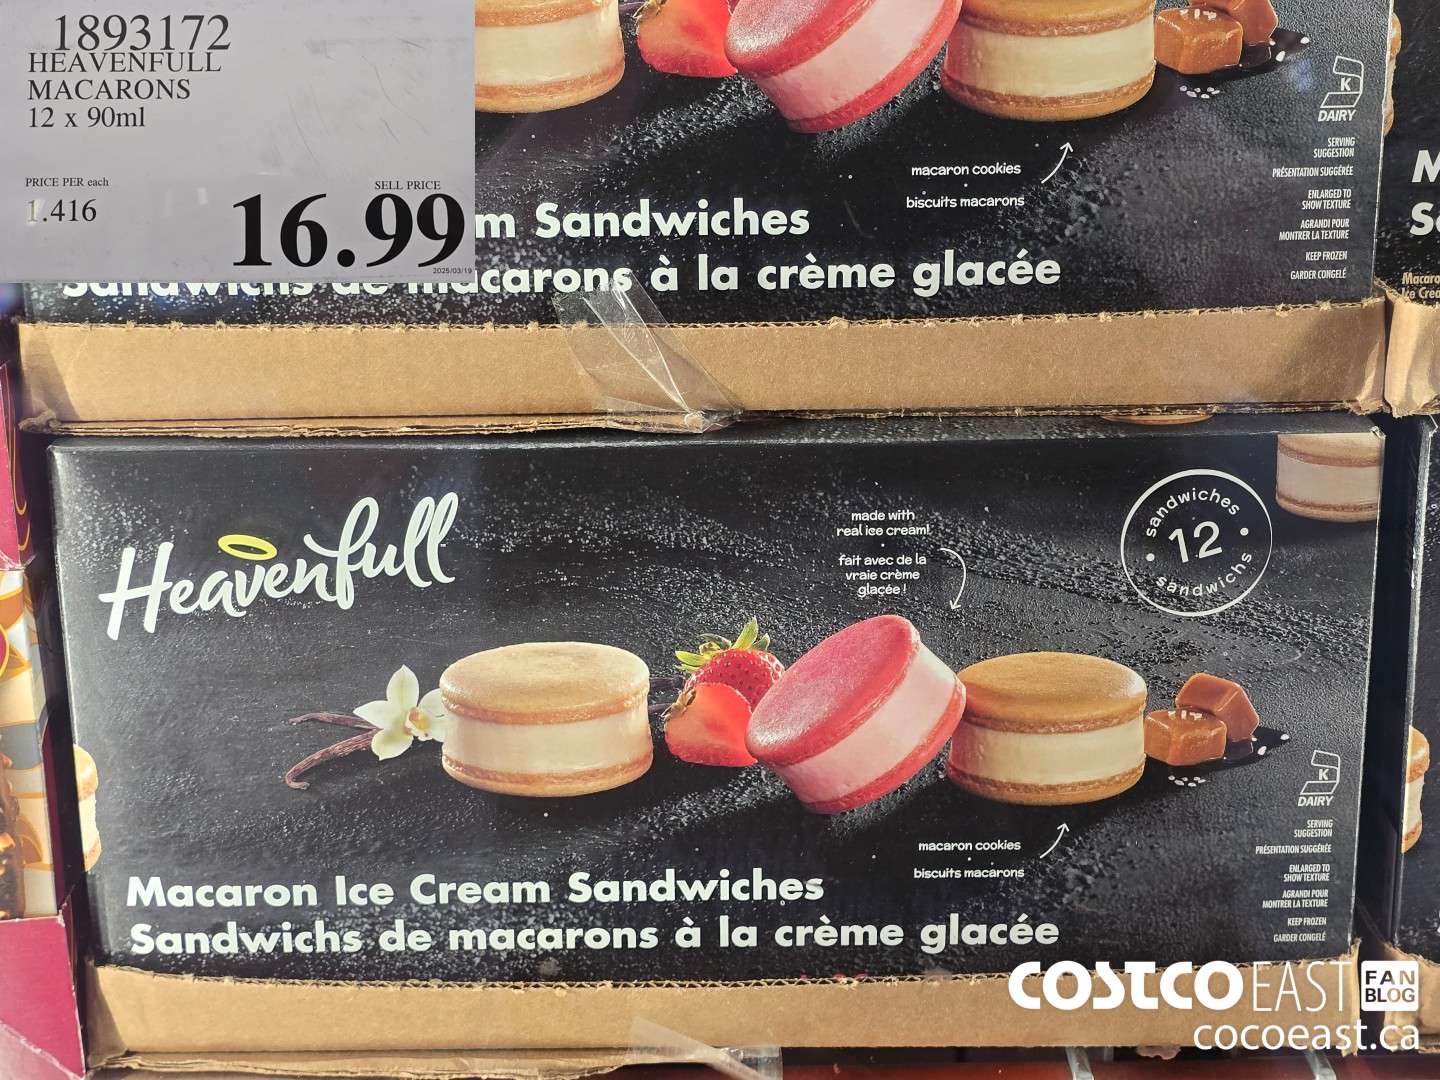 1893172
HEAVENFULL
MACARONS
12 x 90ml
PRICE PER each
1.416
SELL PRICE
16.99
2025/03/19
macaron cookies
biscuits macarons
m Sandwiches
Sandwichs de macarons à la crème glacée
K
DAIRY
SERVING
SUGGESTION
PRÉSENTATION SUGGÉRÉE
ENLARGED TO
SHOW TEXTURE
AGRANDI POUR
MONTRER LA TEXTURE
KEEP FROZEN
GARDER CONGELÉ
Heavenfull
made with
real ice cream!
fait avec de la
vraie crème
glacée !
sandwiches
12
sandwichs
macaron cookies
biscuits macarons
Macaron Ice Cream Sandwiches
Sandwichs de macarons à la crème glacée
K
DAIRY
SERVING
SUGGESTION
PRÉSENTATION SUGGÉRÉE
ENLARGED TO
SHOW TEXTURE
AGRANDI POUR
MONTRER LA TEXTURE
KEEP FROZEN
GARDER CONGELÉ
COSTCO EAST FAN BLOG
cocoeast.ca